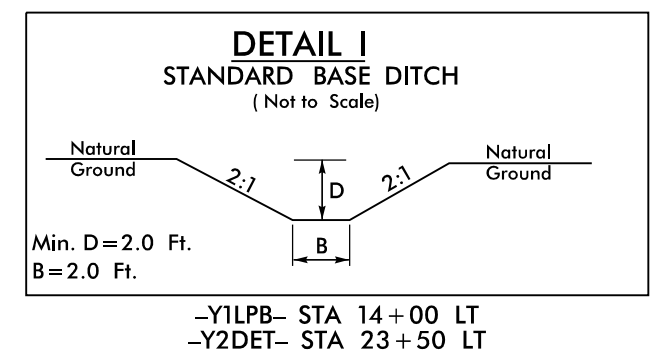 DETAIL 1
STANDARD BASE DITCH
( Not to Scale)
Natural
Ground
2:1
D
2:1
Natural
Ground
Min. D=2.0 Ft.
B=2.0 Ft.
B
–Y1LPB– STA 14+00 LT
–Y2DET– STA 23+50 LT